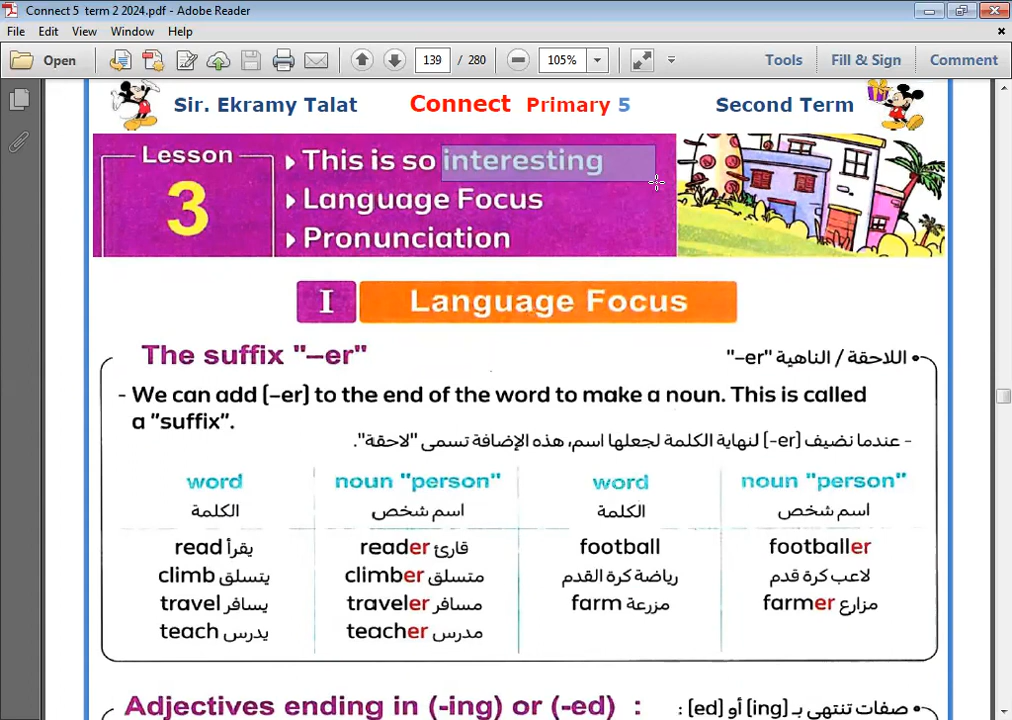 Connect 5 term 2 2024.pdf - Adobe Reader
File Edit View Window Help
Open 139 / 280 105% Tools Fill & Sign Comment
Sir. Ekramy Talat Connect Primary 5 Second Term
Lesson
3
This is so interesting
Language Focus
Pronunciation
I Language Focus
The suffix "–er" اللاحقة / الناهية "er–"
- We can add (-er) to the end of the word to make a noun. This is called
a "suffix".
- عندما نضيف (er-) لنهاية الكلمة لجعلها اسم، هذه الإضافة تسمى "لاحقة".
word noun "person" word noun "person"
الكلمة اسم شخص الكلمة اسم شخص
read يقرأ reader قارئ football footballer
climb يتسلق climber متسلق رياضة كرة القدم لاعب كرة قدم
travel يسافر traveler مسافر farm مزرعة farmer مزارع
teach يدرس teacher مدرس
Adjectives ending in (-ing) or (-ed) : صفات تنتهي بـ [ing] أو [ed] :